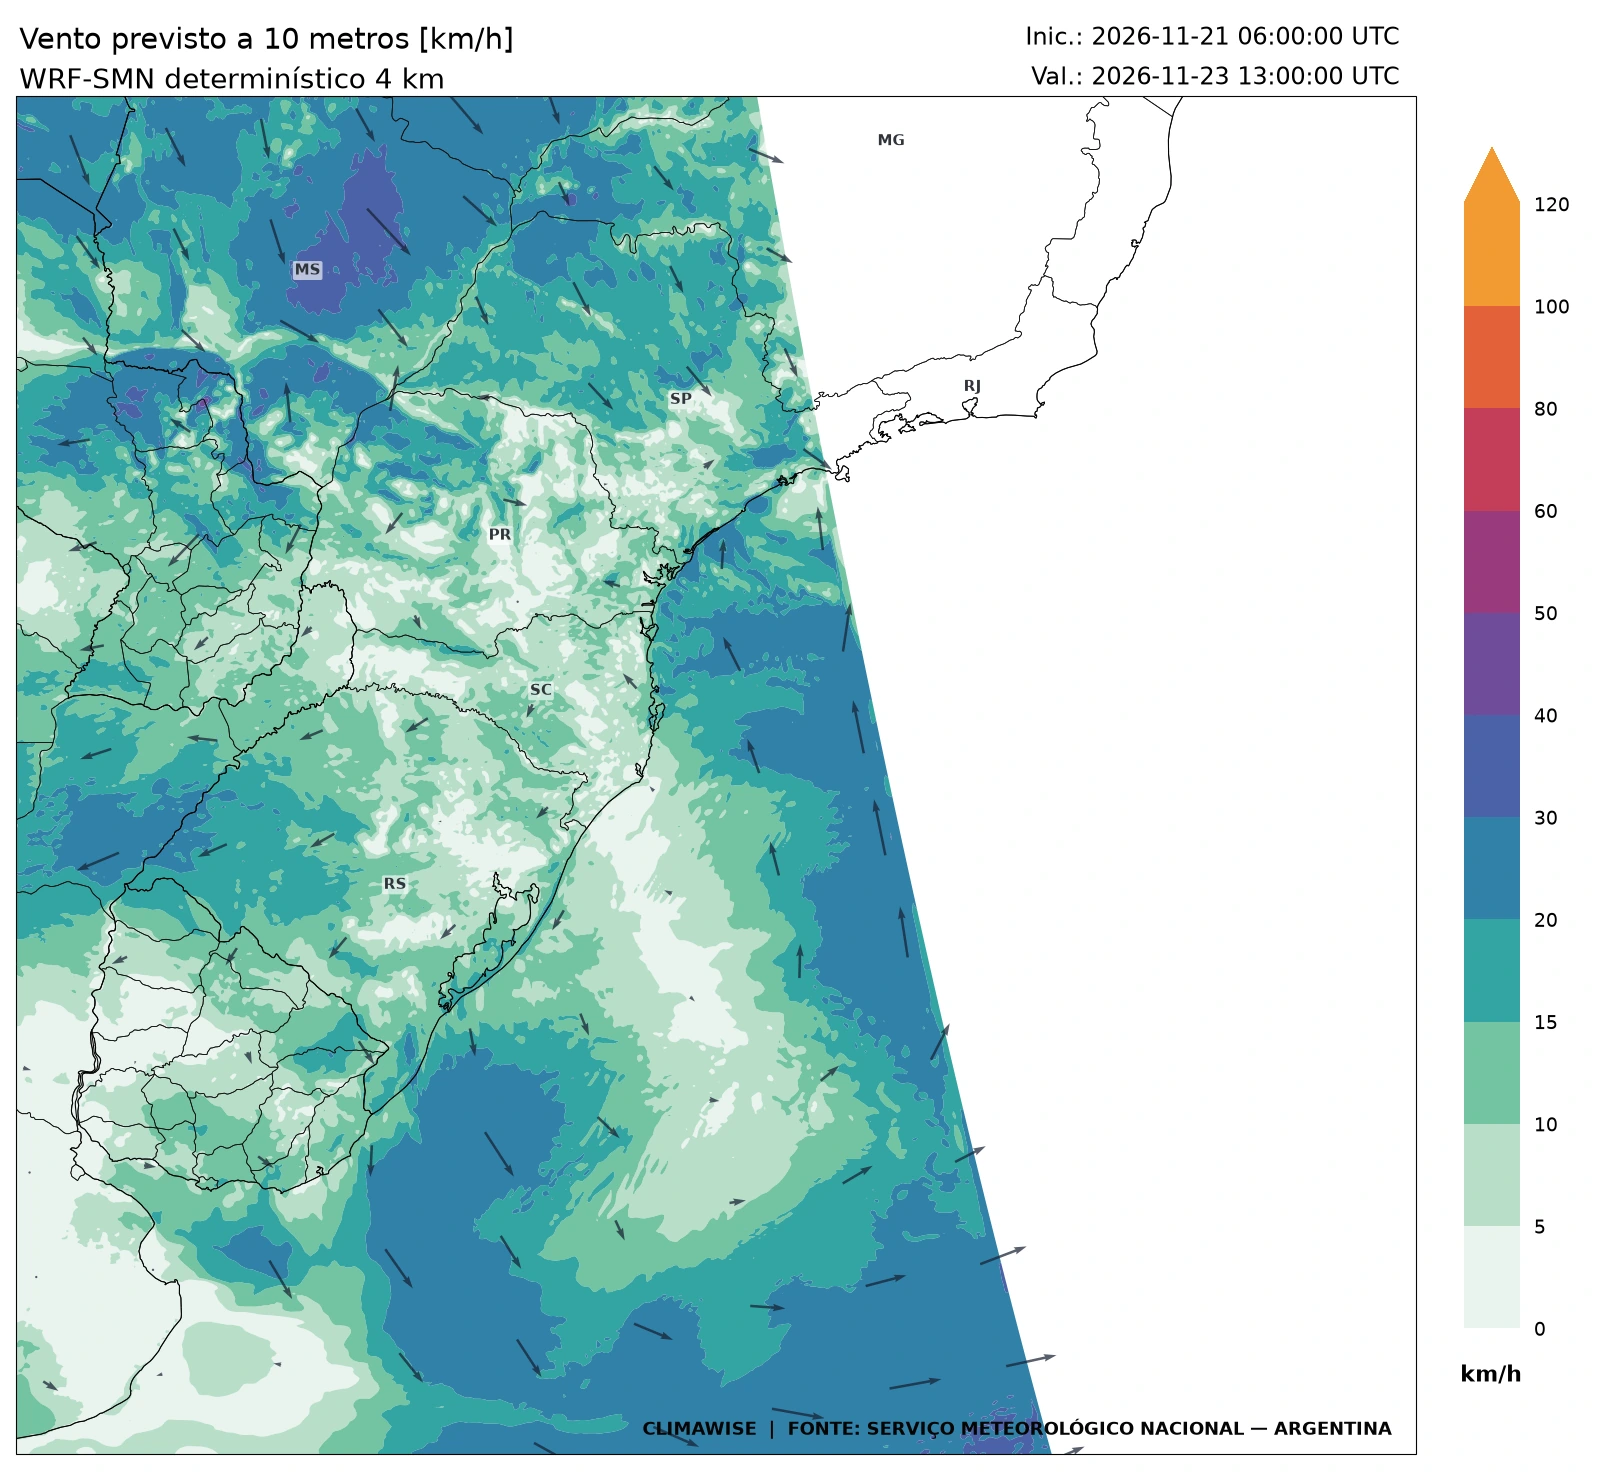 Vento previsto a 10 metros [km/h]
WRF-SMN determinístico 4 km
Inic.: 2026-11-21 06:00:00 UTC
Val.: 2026-11-23 13:00:00 UTC
MG
MS
RJ
SP
PR
SC
RS
120
100
80
60
50
40
30
20
15
10
5
0
km/h
CLIMAWISE | FONTE: SERVIÇO METEOROLÓGICO NACIONAL — ARGENTINA